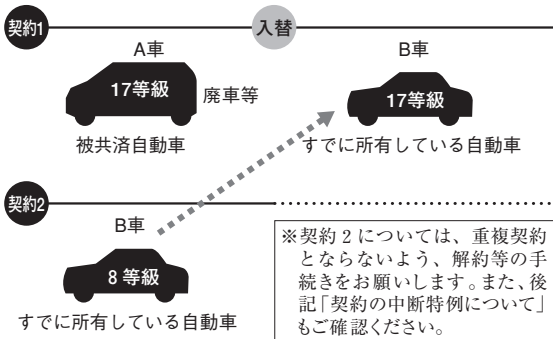 契約1
入替
A車
B車
17等級
廃車等
17等級
被共済自動車
すでに所有している自動車
契約2
B車
8等級
すでに所有している自動車
※契約2については、重複契約
とならないよう、解約等の手
続きをお願いします。また、後
記「契約の中断特例について」
もご確認ください。